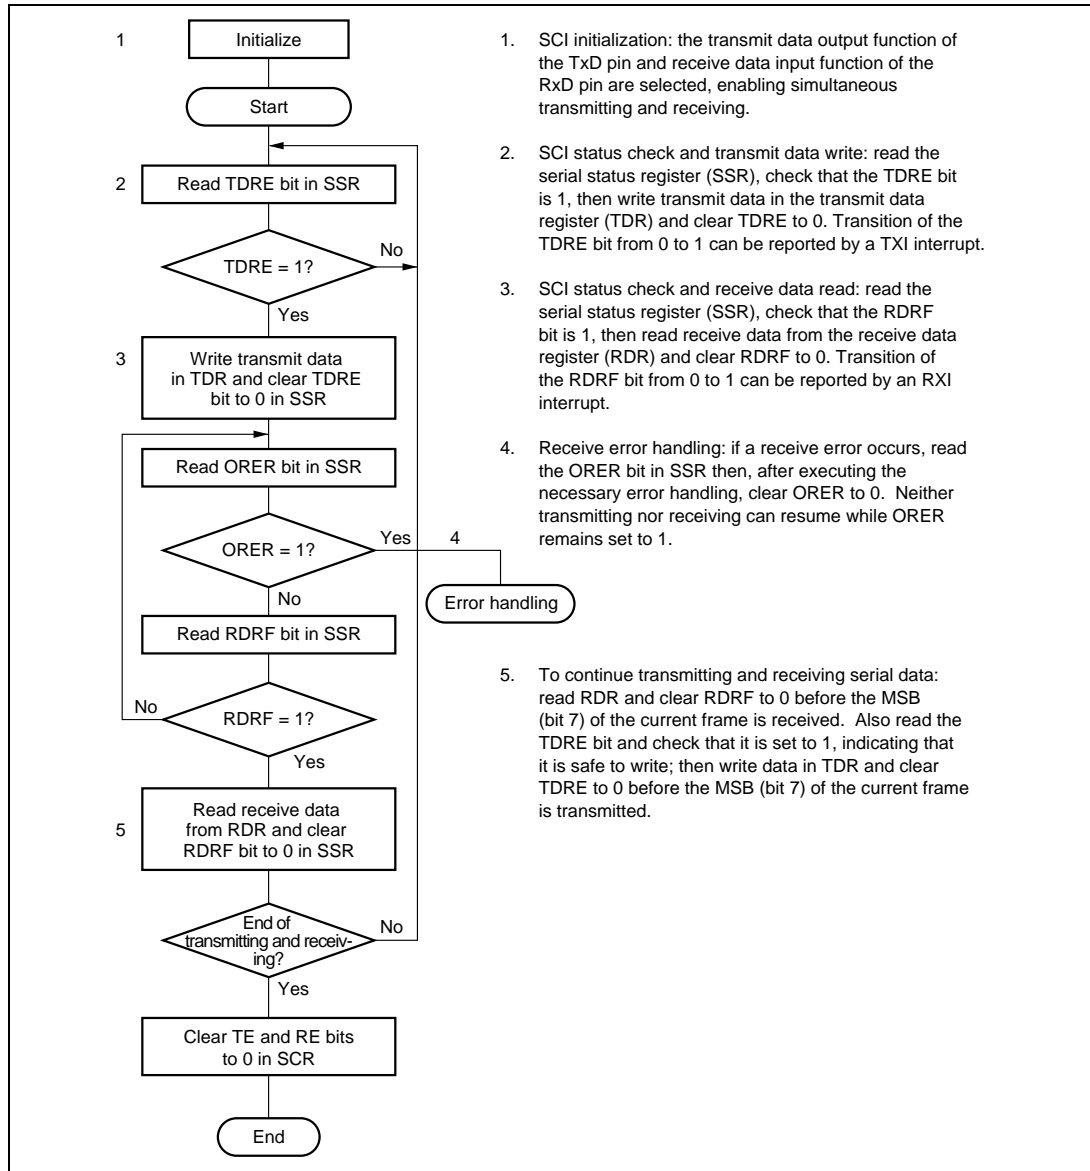 1
Initialize
Start
2
Read TDRE bit in SSR
TDRE = 1?
No
Yes
3
Write transmit data
in TDR and clear TDRE
bit to 0 in SSR
Read ORER bit in SSR
ORER = 1?
Yes
4
Error handling
No
Read RDRF bit in SSR
No
RDRF = 1?
Yes
5
Read receive data
from RDR and clear
RDRF bit to 0 in SSR
End of
transmitting and receiv-
ing?
No
Yes
Clear TE and RE bits
to 0 in SCR
End
1. SCI initialization: the transmit data output function of
the TxD pin and receive data input function of the
RxD pin are selected, enabling simultaneous
transmitting and receiving.
2. SCI status check and transmit data write: read the
serial status register (SSR), check that the TDRE bit
is 1, then write transmit data in the transmit data
register (TDR) and clear TDRE to 0. Transition of the
TDRE bit from 0 to 1 can be reported by a TXI interrupt.
3. SCI status check and receive data read: read the
serial status register (SSR), check that the RDRF
bit is 1, then read receive data from the receive data
register (RDR) and clear RDRF to 0. Transition of
the RDRF bit from 0 to 1 can be reported by an RXI
interrupt.
4. Receive error handling: if a receive error occurs, read
the ORER bit in SSR then, after executing the
necessary error handling, clear ORER to 0.  Neither
transmitting nor receiving can resume while ORER
remains set to 1.
5. To continue transmitting and receiving serial data:
read RDR and clear RDRF to 0 before the MSB
(bit 7) of the current frame is received.  Also read the
TDRE bit and check that it is set to 1, indicating that
it is safe to write; then write data in TDR and clear
TDRE to 0 before the MSB (bit 7) of the current frame
is transmitted.